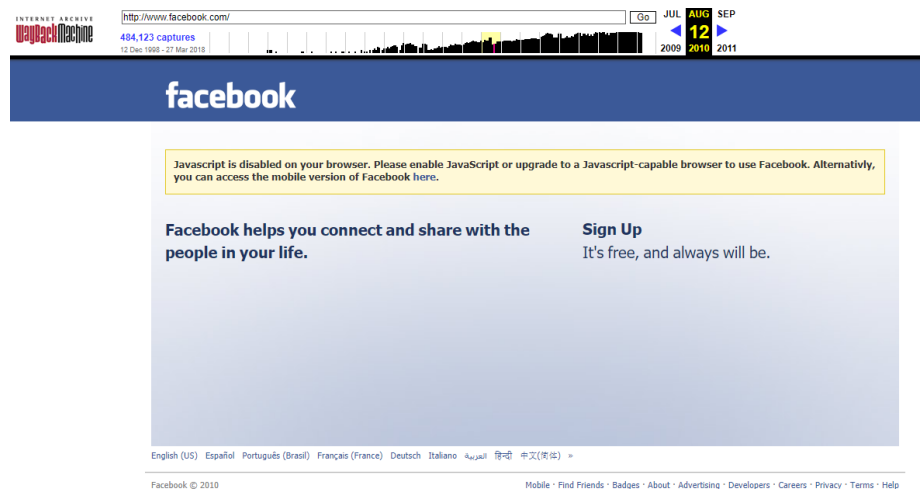 INTERNET ARCHIVE
WayBackMachine
http://www.facebook.com/
Go
JUL AUG SEP
484,123 captures
12
12 Dec 1998 - 27 Mar 2018
2009 2010 2011
facebook
Javascript is disabled on your browser. Please enable JavaScript or upgrade to a Javascript-capable browser to use Facebook. Alternativly,
you can access the mobile version of Facebook here.
Facebook helps you connect and share with the
people in your life.
Sign Up
It's free, and always will be.
English (US) Español Português (Brasil) Français (France) Deutsch Italiano العربية हिन्दी 中文(简体) »
Facebook © 2010
Mobile · Find Friends · Badges · About · Advertising · Developers · Careers · Privacy · Terms · Help